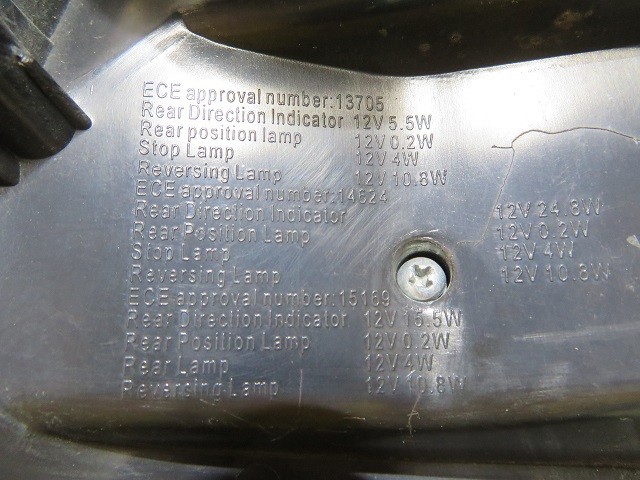 ECE approval number:13705
Rear Direction Indicator 12V 5.5W
Rear position lamp 12V 0.2W
Stop Lamp 12V 4W
Reversing Lamp 12V 10.8W
ECE approval number:14624
Rear Direction Indicator 12V 24.8W
Rear Position Lamp 12V 0.2W
Stop Lamp 12V 4W
Reversing Lamp 12V 10.8W
ECE approval number:15169
Rear Direction Indicator 12V 15.5W
Rear Position Lamp 12V 0.2W
Rear Lamp 12V 4W
Reversing Lamp 12V 10.8W